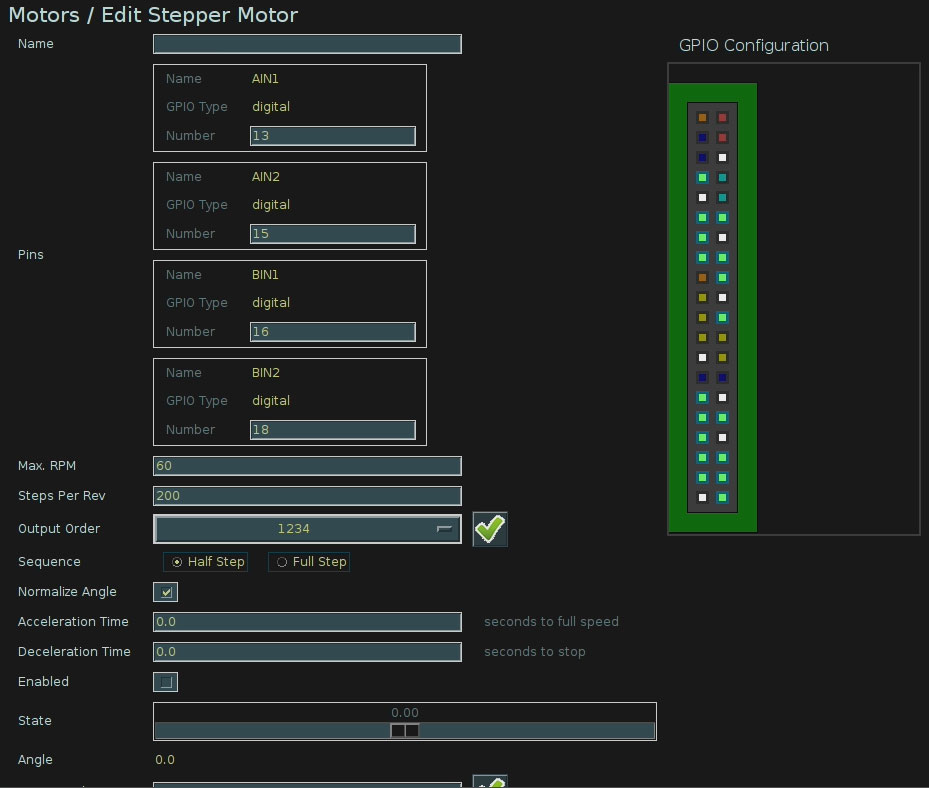 Motors / Edit Stepper Motor
Name
GPIO Configuration
Pins
Name AIN1
GPIO Type digital
Number 13
Name AIN2
GPIO Type digital
Number 15
Name BIN1
GPIO Type digital
Number 16
Name BIN2
GPIO Type digital
Number 18
Max. RPM 60
Steps Per Rev 200
Output Order 1234
Sequence Half Step Full Step
Normalize Angle
Acceleration Time 0.0 seconds to full speed
Deceleration Time 0.0 seconds to stop
Enabled
State 0.00
Angle 0.0